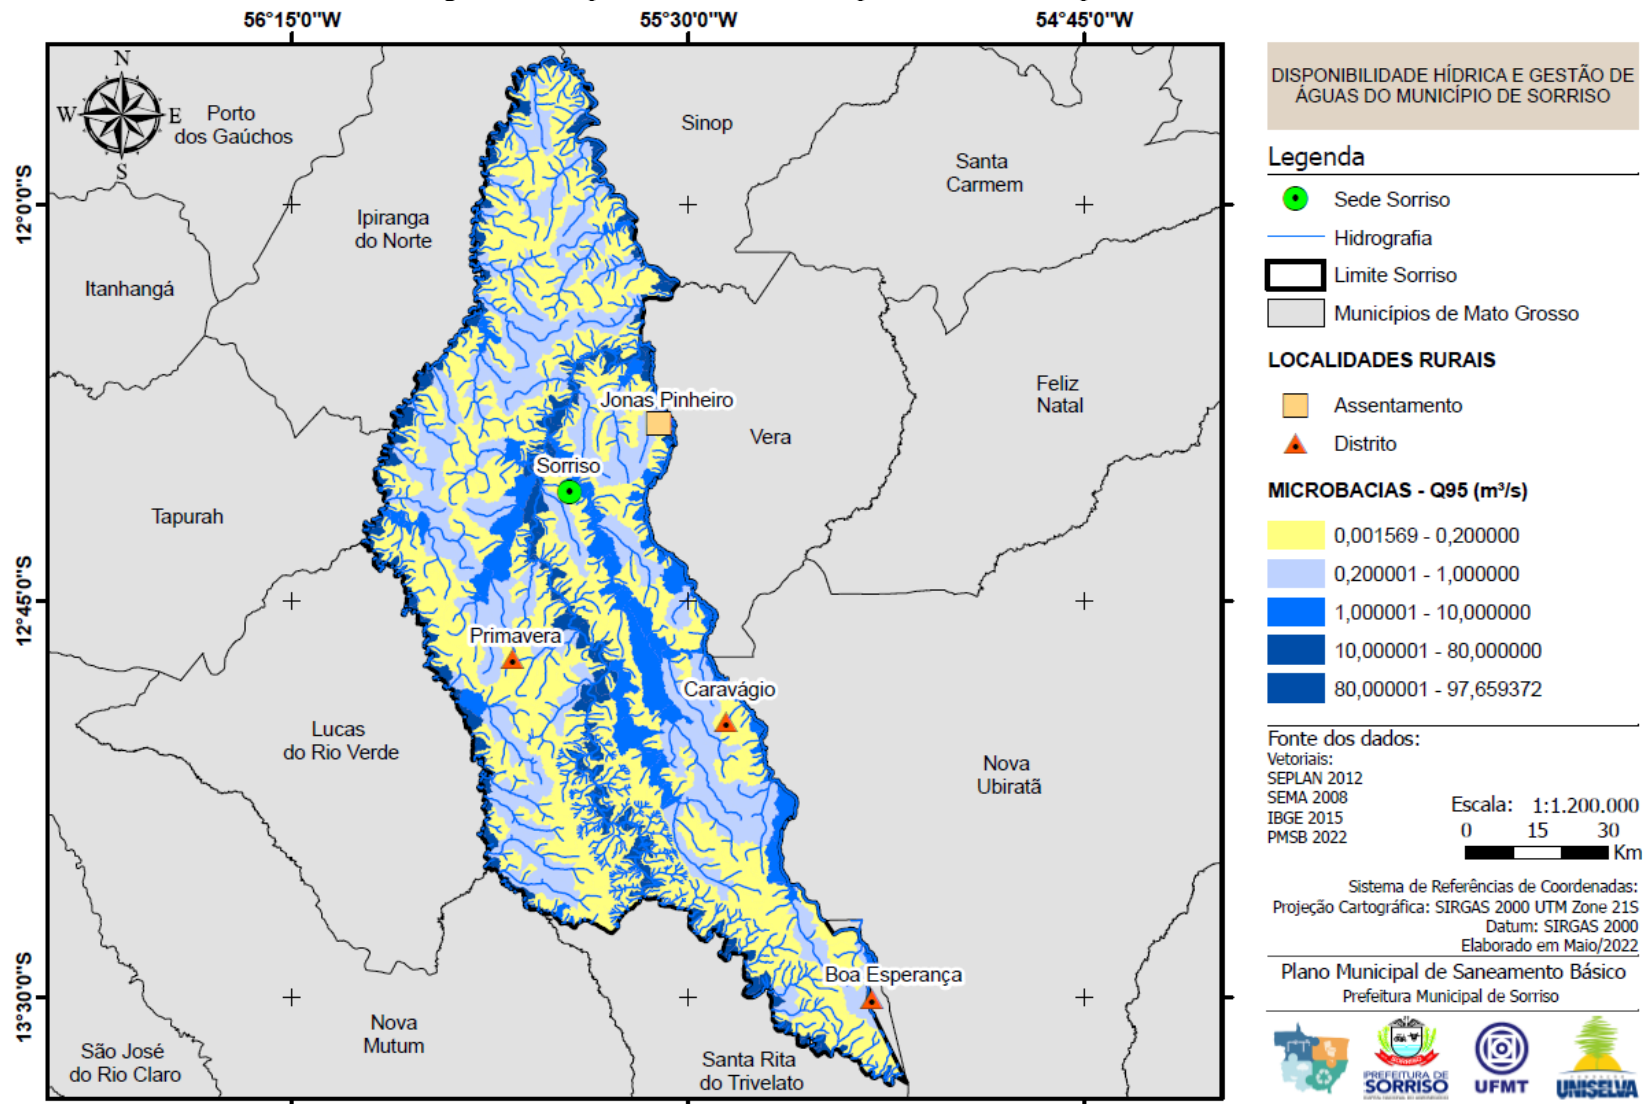 56°15'0"W
55°30'0"W
54°45'0"W
12°0'0"S
12°45'0"S
13°30'0"S
N
W
E
S
Porto
dos Gaúchos
Sinop
Santa
Carmem
Ipiranga
do Norte
Itanhangá
Feliz
Natal
Jonas Pinheiro
Vera
Sorriso
Tapurah
Primavera
Caravágio
Lucas
do Rio Verde
Nova
Ubiratã
Boa Esperança
Nova
Mutum
São José
do Rio Claro
Santa Rita
do Trivelato
DISPONIBILIDADE HÍDRICA E GESTÃO DE
ÁGUAS DO MUNICÍPIO DE SORRISO
Legenda
Sede Sorriso
Hidrografia
Limite Sorriso
Municípios de Mato Grosso
LOCALIDADES RURAIS
Assentamento
Distrito
MICROBACIAS - Q95 (m³/s)
0,001569 - 0,200000
0,200001 - 1,000000
1,000001 - 10,000000
10,000001 - 80,000000
80,000001 - 97,659372
Fonte dos dados:
Vetoriais:
SEPLAN 2012
SEMA 2008
IBGE 2015
PMSB 2022
Escala: 1:1.200.000
0 15 30
Km
Sistema de Referências de Coordenadas:
Projeção Cartográfica: SIRGAS 2000 UTM Zone 21S
Datum: SIRGAS 2000
Elaborado em Maio/2022
Plano Municipal de Saneamento Básico
Prefeitura Municipal de Sorriso
PREFEITURA DE
SORRISO
UFMT
UNISELVA